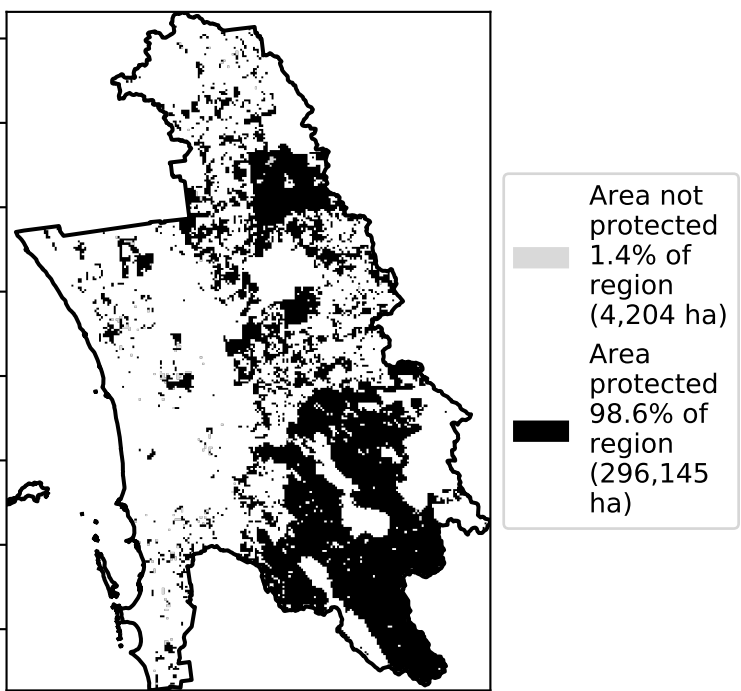 Area not
protected
1.4% of
region
(4,204 ha)
Area
protected
98.6% of
region
(296,145
ha)